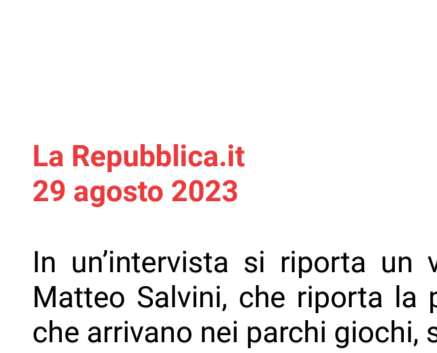 La Repubblica.it
29 agosto 2023
In un’intervista si riporta un
Matteo Salvini, che riporta la
che arrivano nei parchi giochi,